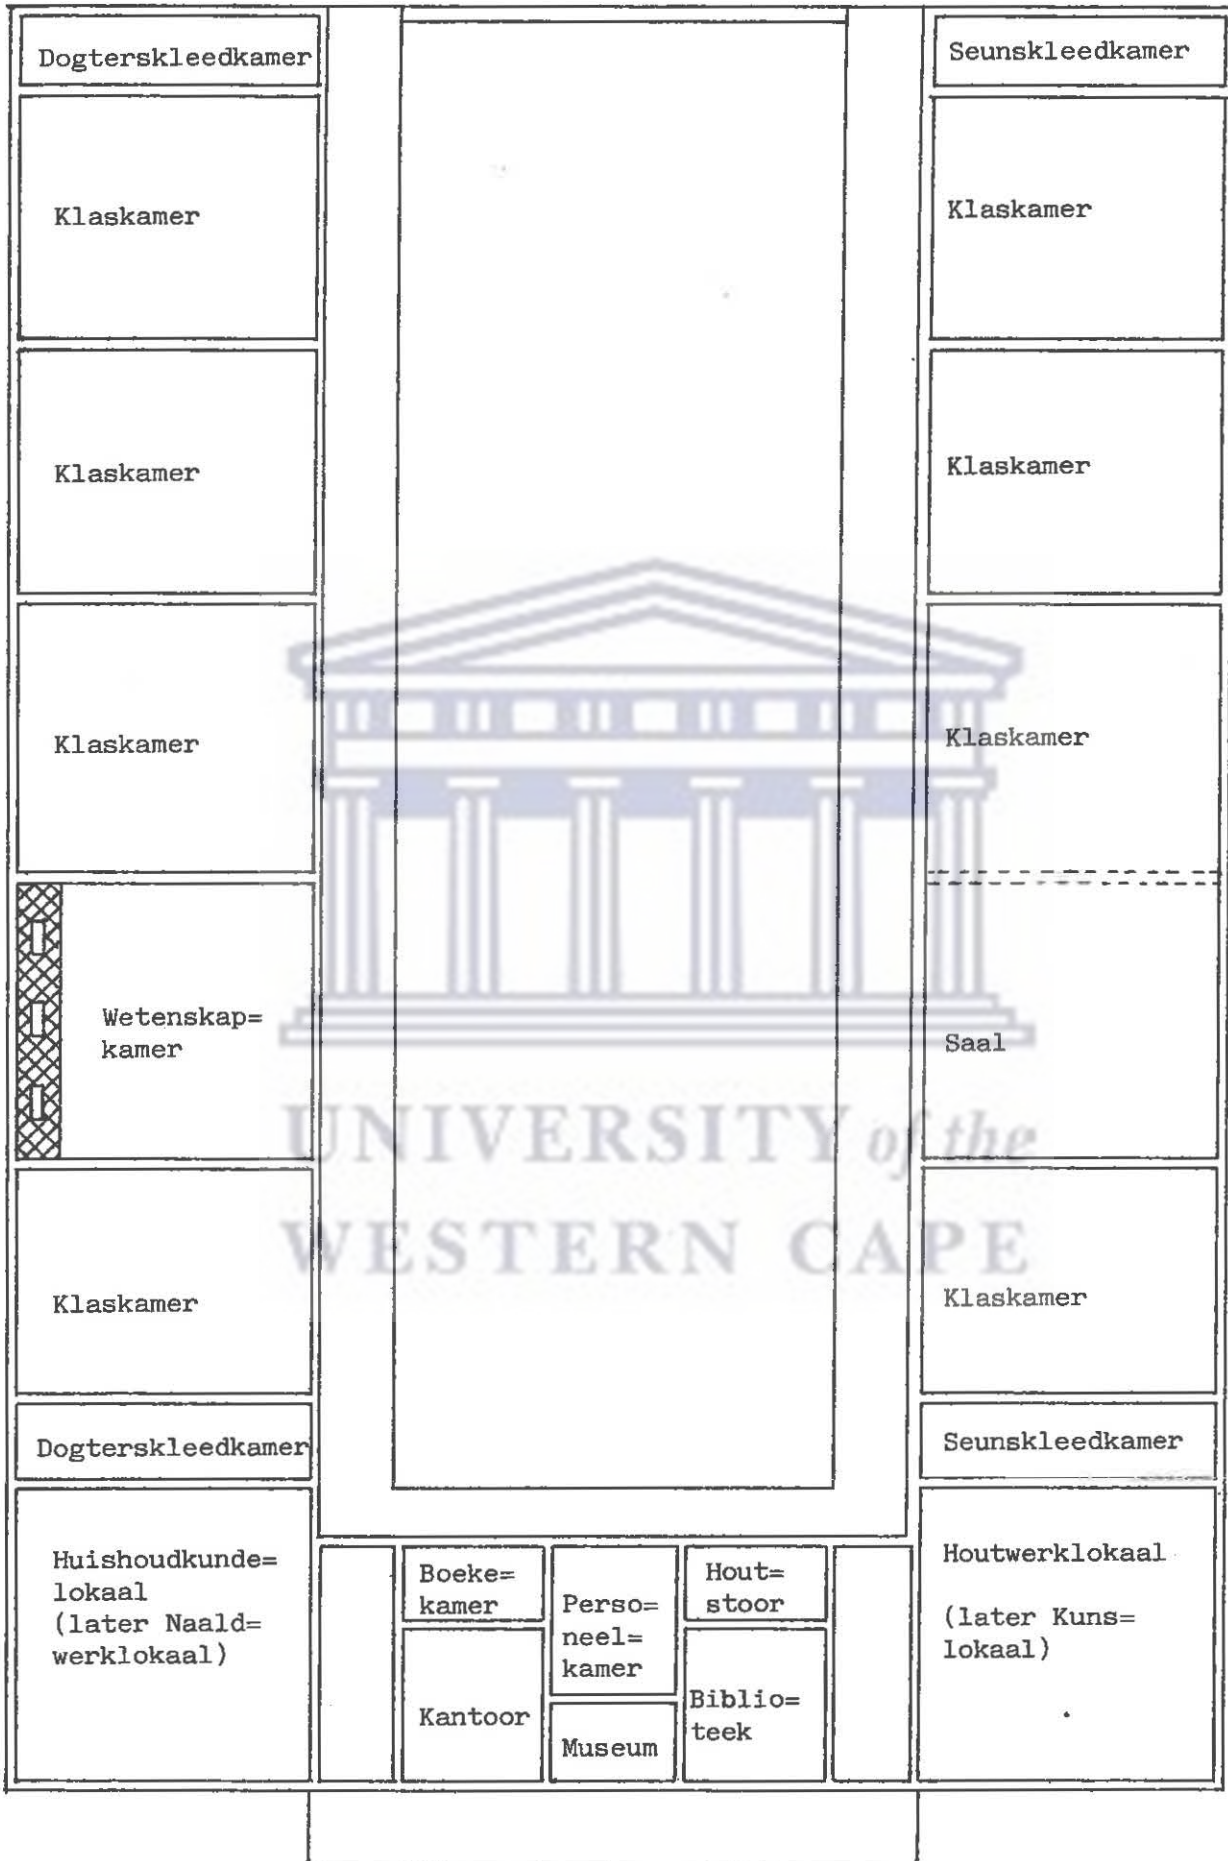 Dogterskleedkamer
Klaskamer
Klaskamer
Klaskamer
Wetenskap=
kamer
Klaskamer
Dogterskleedkamer
Huishoudkunde=
lokaal
(later Naald=
werklokaal)
Boeke=
kamer
Kantoor
Perso=
neel=
kamer
Museum
Hout=
stoor
Biblio=
teek
Seunskleedkamer
Klaskamer
Klaskamer
Klaskamer
Saal
Klaskamer
Seunskleedkamer
Houtwerklokaal
(later Kuns=
lokaal)
UNIVERSITY of the
WESTERN CAPE